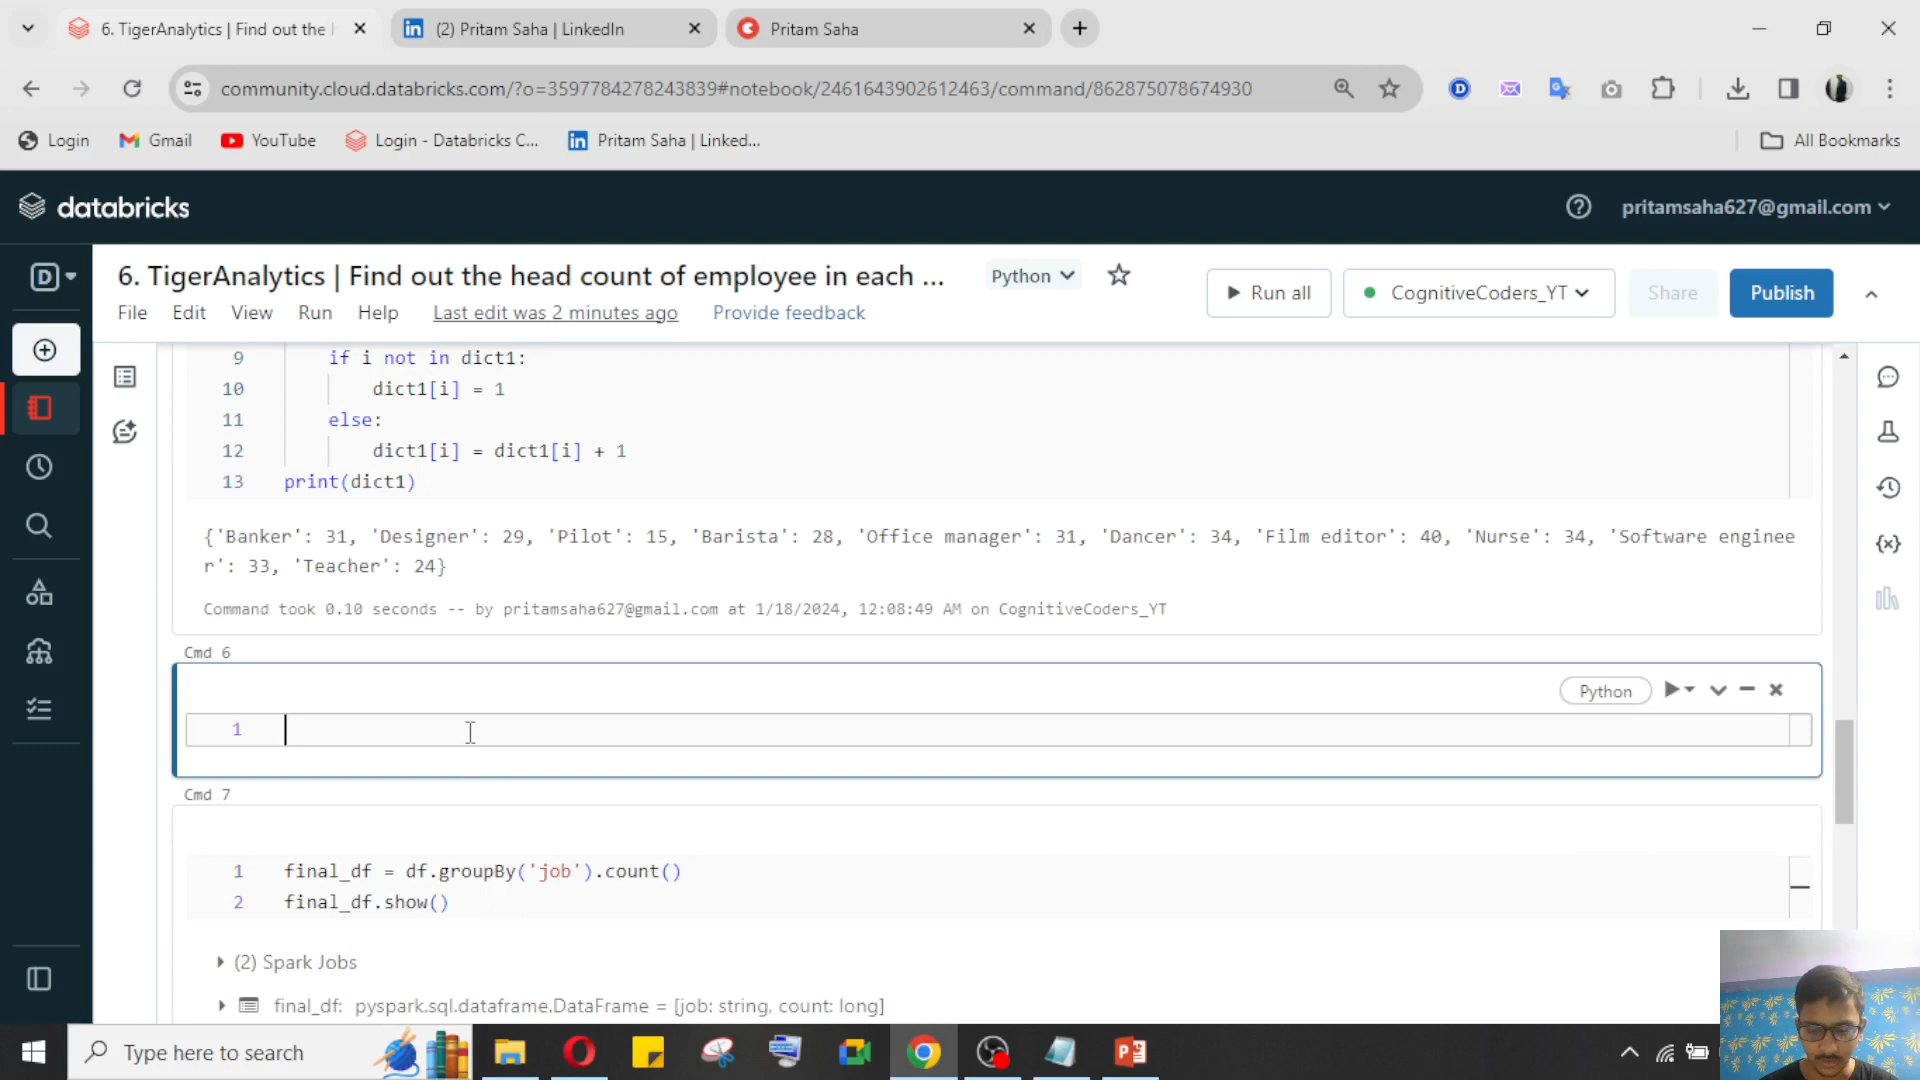 6. TigerAnalytics | Find out the
(2) Pritam Saha | LinkedIn
Pritam Saha
community.cloud.databricks.com/?o=3597784278243839#notebook/2461643902612463/command/862875078674930
Login
Gmail
YouTube
Login - Databricks C...
Pritam Saha | Linked...
All Bookmarks
databricks
pritamsaha627@gmail.com
D
6. TigerAnalytics | Find out the head count of employee in each ...
Python
Run all
CognitiveCoders_YT
Share
Publish
File
Edit
View
Run
Help
Last edit was 2 minutes ago
Provide feedback
9 if i not in dict1:
10 dict1[i] = 1
11 else:
12 dict1[i] = dict1[i] + 1
13 print(dict1)
{'Banker': 31, 'Designer': 29, 'Pilot': 15, 'Barista': 28, 'Office manager': 31, 'Dancer': 34, 'Film editor': 40, 'Nurse': 34, 'Software enginee
r': 33, 'Teacher': 24}
Command took 0.10 seconds -- by pritamsaha627@gmail.com at 1/18/2024, 12:08:49 AM on CognitiveCoders_YT
Cmd 6
Python
1
Cmd 7
1 final_df = df.groupBy('job').count()
2 final_df.show()
(2) Spark Jobs
final_df: pyspark.sql.dataframe.DataFrame = [job: string, count: long]
Type here to search